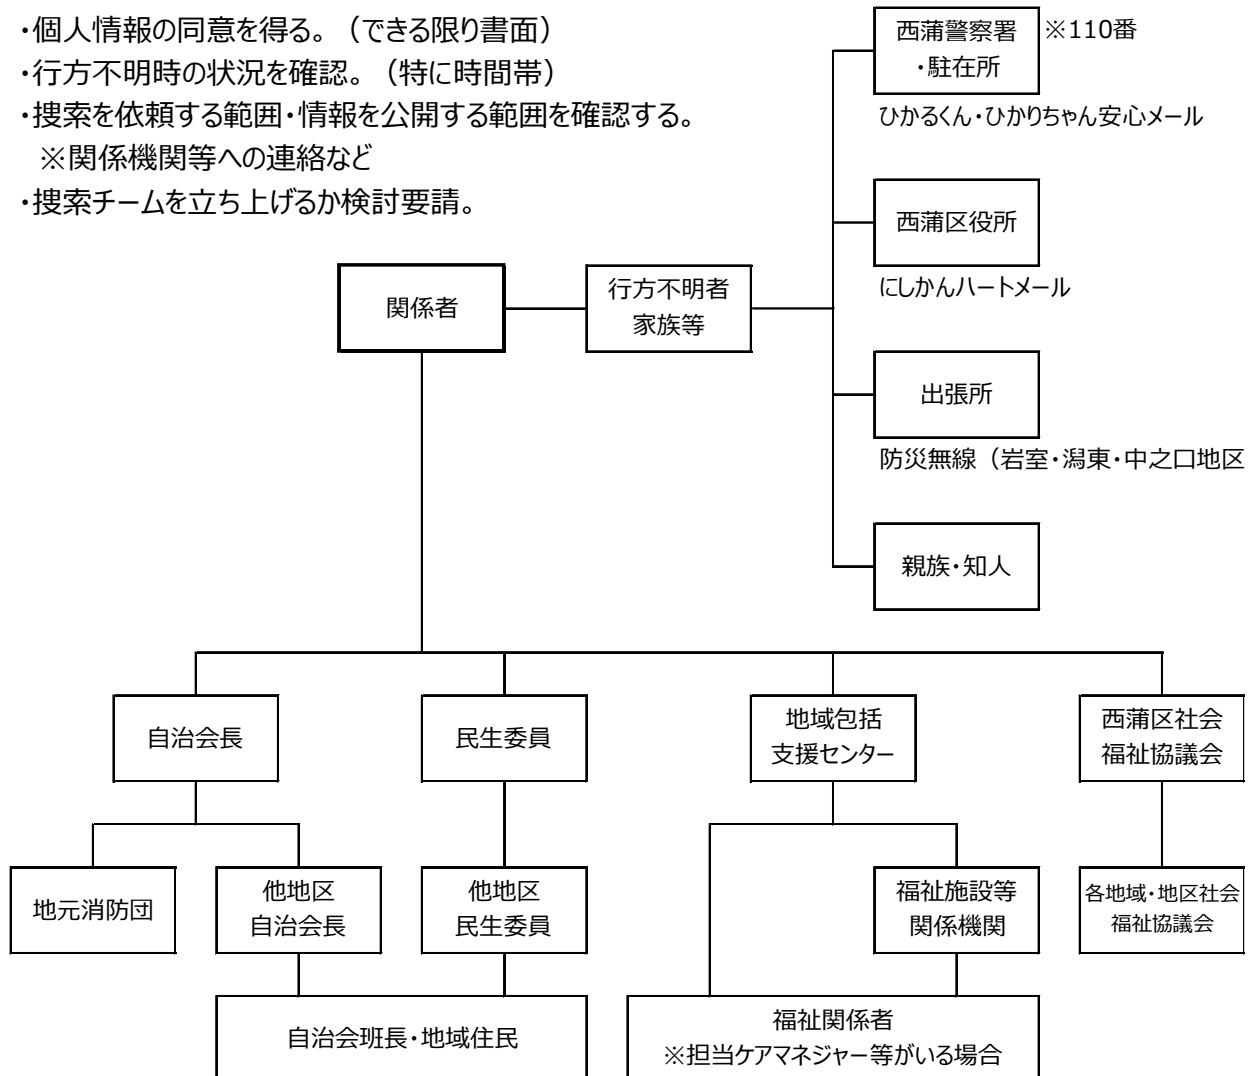 ・個人情報の同意を得る。（できる限り書面）
・行方不明時の状況を確認。（特に時間帯）
・捜索を依頼する範囲・情報を公開する範囲を確認する。
※関係機関等への連絡など
・捜索チームを立ち上げるか検討要請。
西蒲警察署
・駐在所
※110番
ひかるくん・ひかりちゃん安心メール
西蒲区役所
にしかんハートメール
関係者
行方不明者
家族等
出張所
防災無線（岩室・潟東・中之口地区
親族・知人
自治会長
民生委員
地域包括
支援センター
西蒲区社会
福祉協議会
地元消防団
他地区
自治会長
他地区
民生委員
福祉施設等
関係機関
各地域・地区社会
福祉協議会
自治会班長・地域住民
福祉関係者
※担当ケアマネジャー等がいる場合